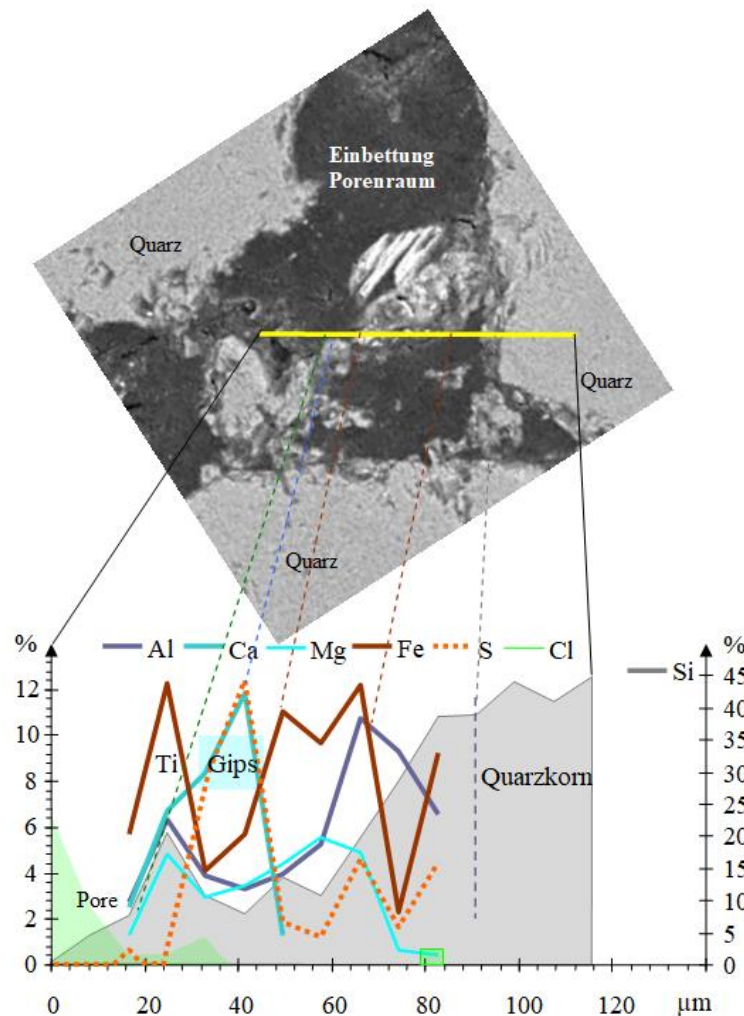 Einbettung
Porenraum
Quarz
Quarz
Quarz
% Al Ca Mg Fe S Cl %
Si
12
10
8
6
4
2
0
45
40
35
30
25
20
15
10
5
0
Ti
Gips
Quarzkorn
Pore
0 20 40 60 80 100 120 µm